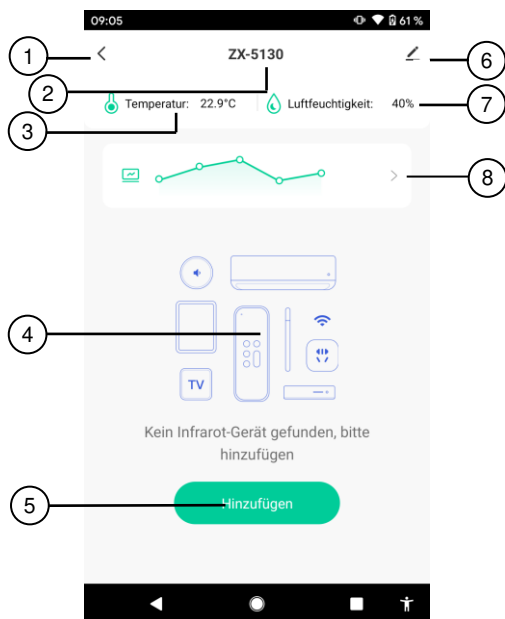 09:05 61 %
1 ZX-5130 6
2
Temperatur: 22.9°C Luftfeuchtigkeit: 40% 7
3
8
4
TV
Kein Infrarot-Gerät gefunden, bitte
hinzufügen
5 Hinzufügen